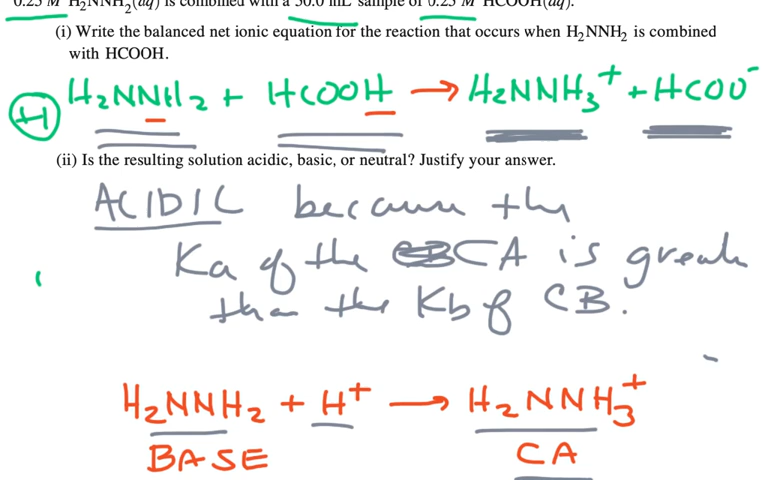 0.25 M H₂NNH₂(aq) is combined with a 50.0 mL sample of 0.25 M HCOOH(aq).
(i) Write the balanced net ionic equation for the reaction that occurs when H₂NNH₂ is combined
with HCOOH.
H₂NNH₂ + HCOOH → H₂NNH₃⁺ + HCOO⁻
(ii) Is the resulting solution acidic, basic, or neutral? Justify your answer.
ACIDIC because the
Ka of the CA is greater
than the Kb of CB.
H₂NNH₂ + H⁺ → H₂NNH₃⁺
BASE CA